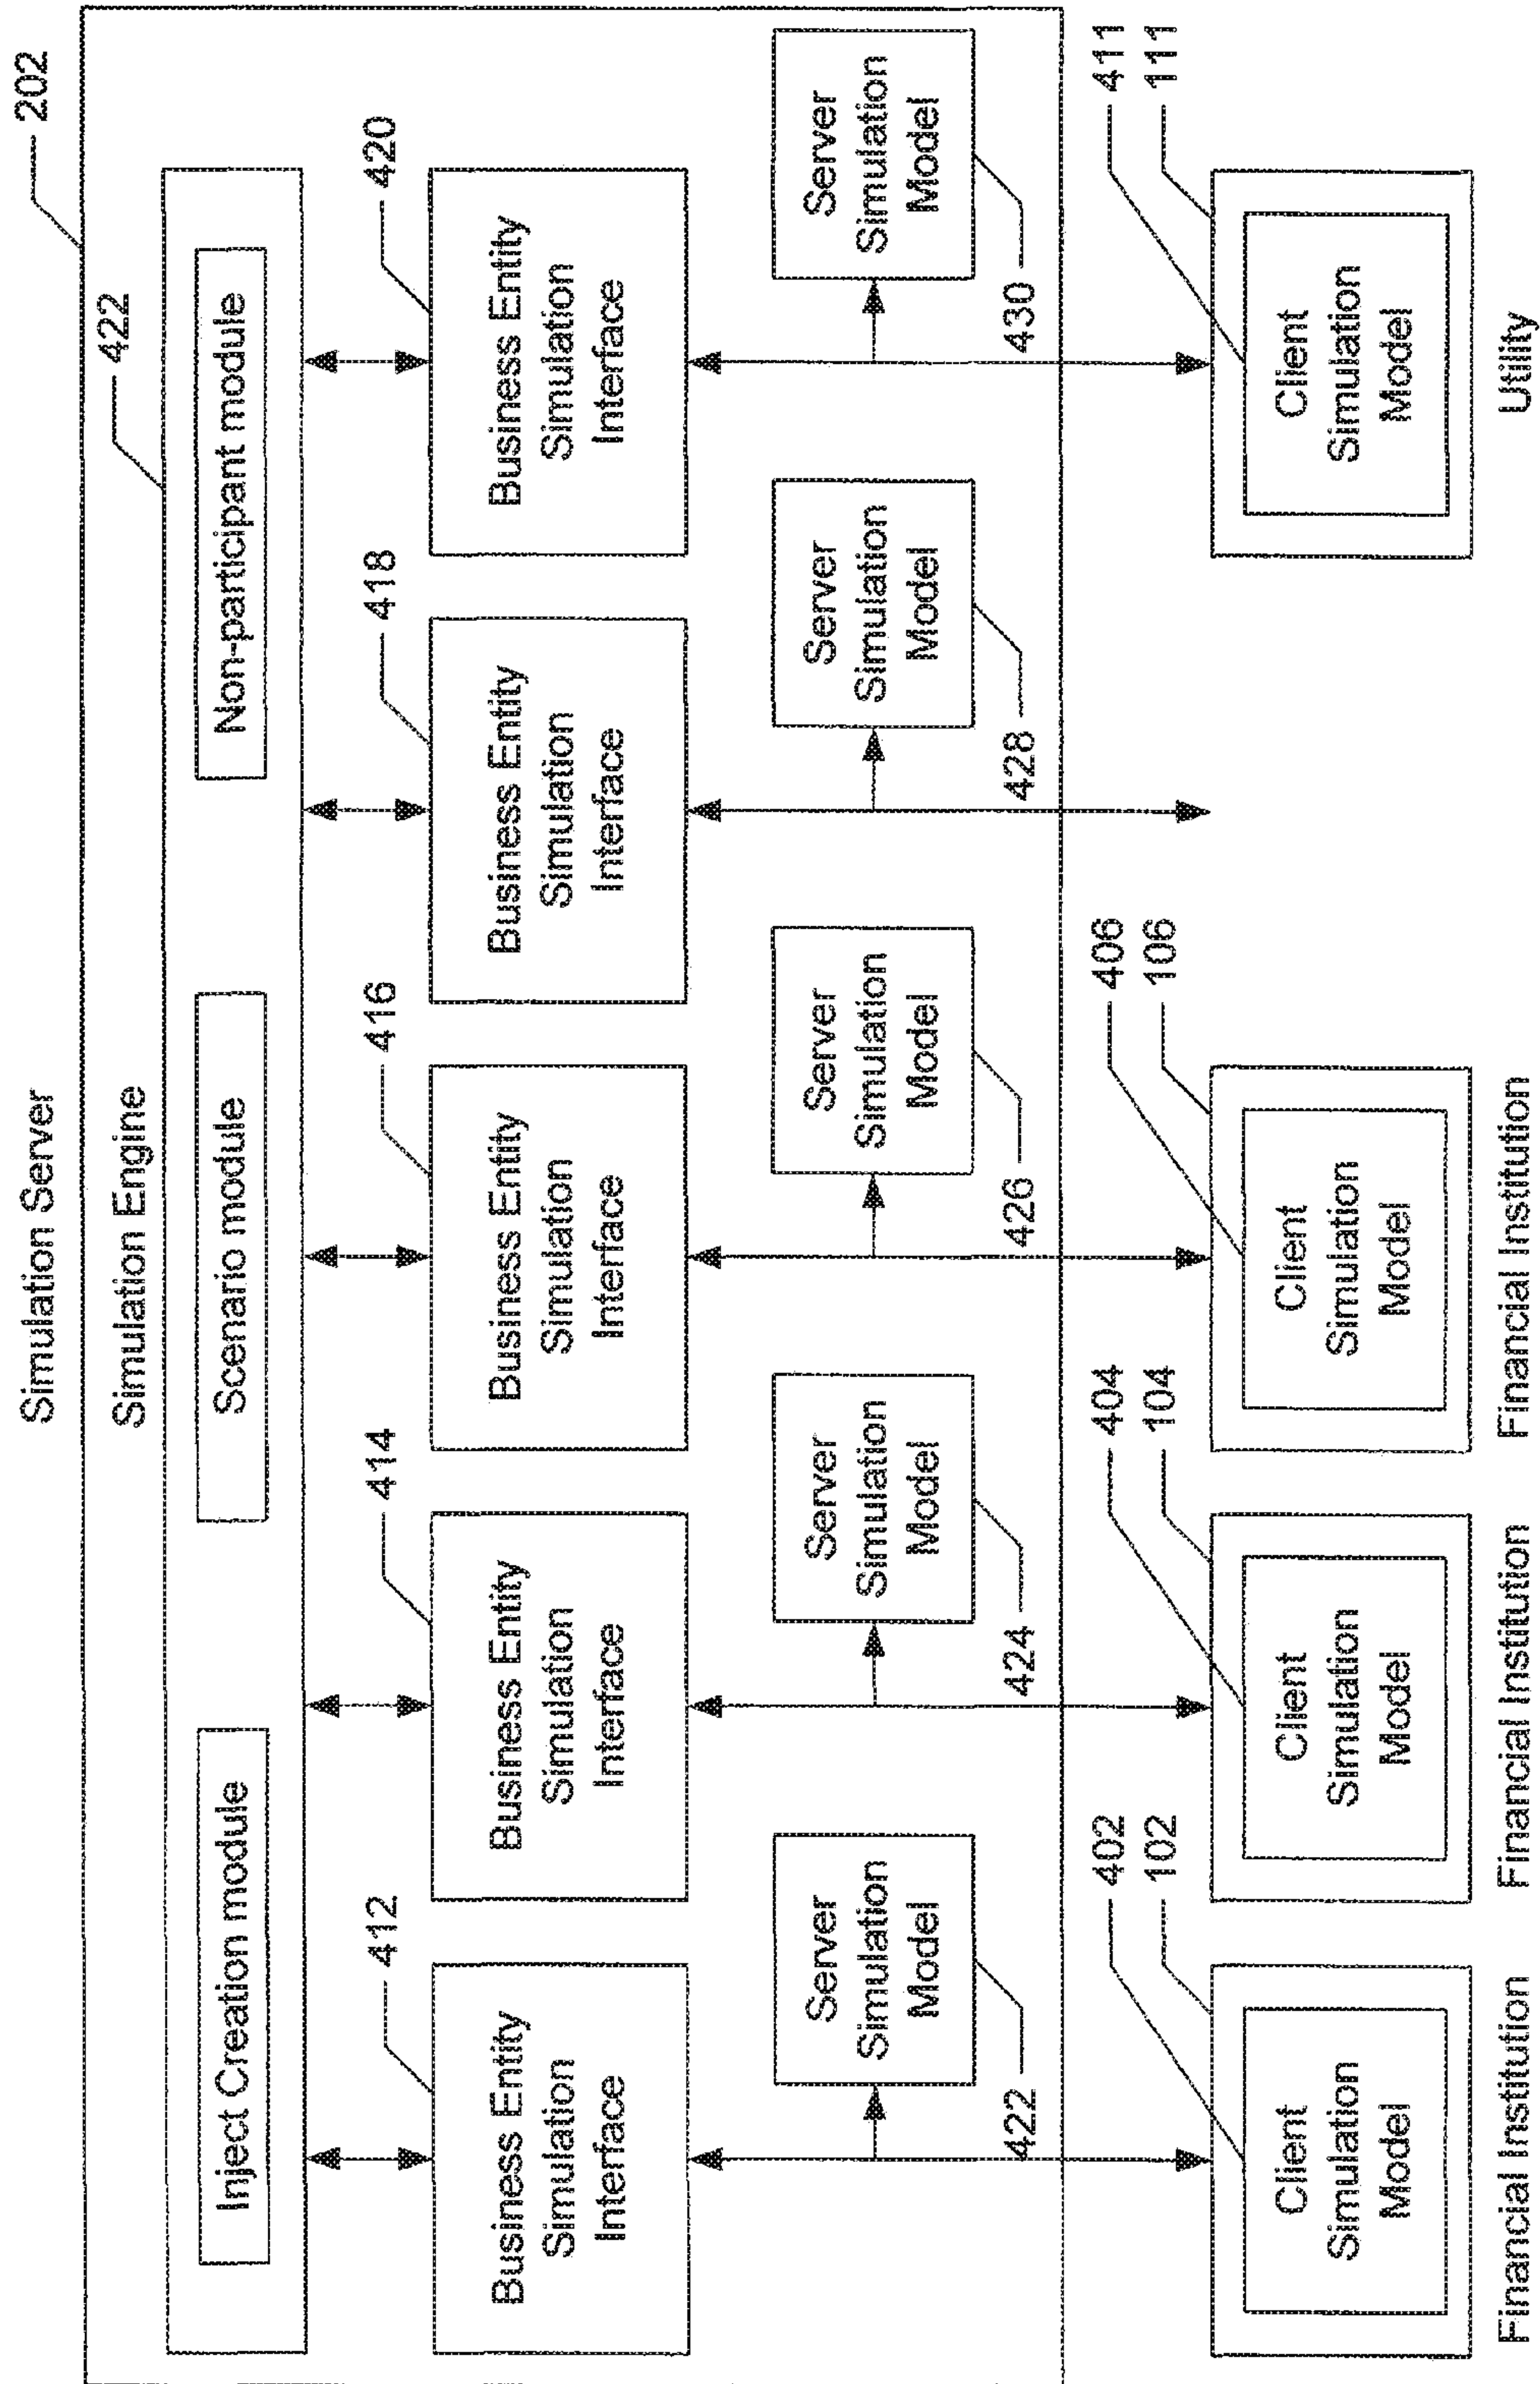 Simulation Server
202
Simulation Engine
422
Inject Creation module
Scenario module
Non-participant module
412
414
416
418
420
Business Entity
Simulation
Interface
Business Entity
Simulation
Interface
Business Entity
Simulation
Interface
Business Entity
Simulation
Interface
Business Entity
Simulation
Interface
Server
Simulation
Model
Server
Simulation
Model
Server
Simulation
Model
Server
Simulation
Model
Server
Simulation
Model
422
424
426
428
430
402
102
404
104
406
106
411
111
Client
Simulation
Model
Client
Simulation
Model
Client
Simulation
Model
Client
Simulation
Model
Financial Institution
Financial Institution
Financial Institution
Utility